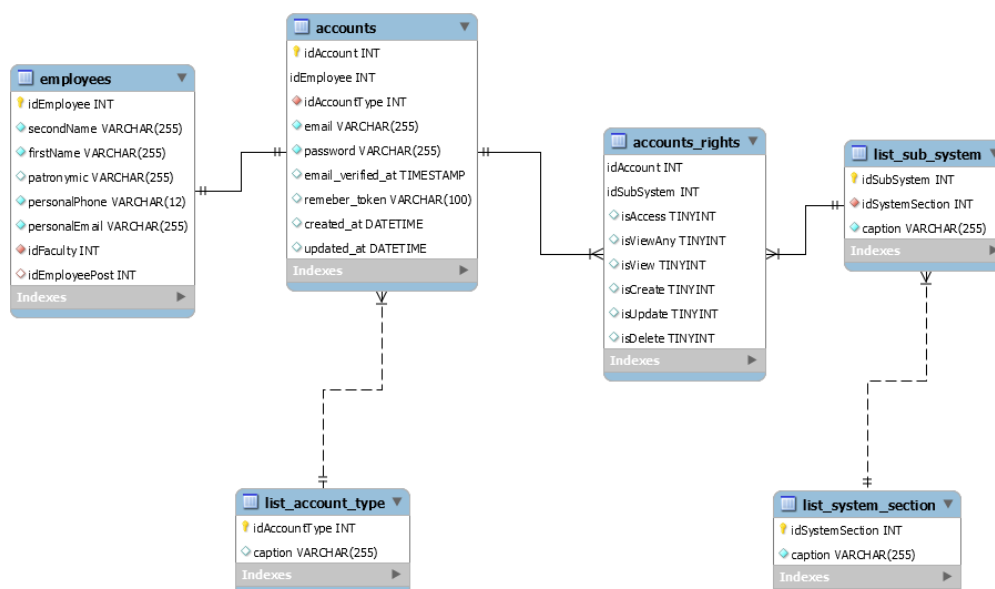 employees
idEmployee INT
secondName VARCHAR(255)
firstName VARCHAR(255)
patronymic VARCHAR(255)
personalPhone VARCHAR(12)
personalEmail VARCHAR(255)
idFaculty INT
idEmployeePost INT
Indexes
accounts
idAccount INT
idEmployee INT
idAccountType INT
email VARCHAR(255)
password VARCHAR(255)
email_verified_at TIMESTAMP
remeber_token VARCHAR(100)
created_at DATETIME
updated_at DATETIME
Indexes
accounts_rights
idAccount INT
idSubSystem INT
isAccess TINYINT
isViewAny TINYINT
isView TINYINT
isCreate TINYINT
isUpdate TINYINT
isDelete TINYINT
Indexes
list_sub_system
idSubSystem INT
idSystemSection INT
caption VARCHAR(255)
Indexes
list_account_type
idAccountType INT
caption VARCHAR(255)
Indexes
list_system_section
idSystemSection INT
caption VARCHAR(255)
Indexes